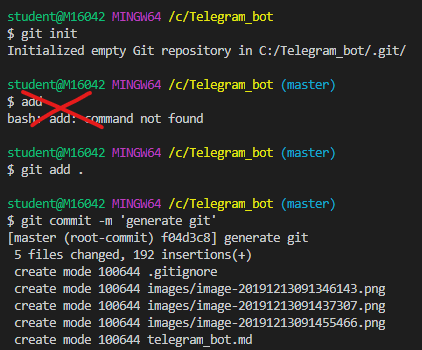 student@M16042 MINGW64 /c/Telegram_bot
$ git init
Initialized empty Git repository in C:/Telegram_bot/.git/
student@M16042 MINGW64 /c/Telegram_bot (master)
$ add
bash: add: command not found
student@M16042 MINGW64 /c/Telegram_bot (master)
$ git add .
student@M16042 MINGW64 /c/Telegram_bot (master)
$ git commit -m 'generate git'
[master (root-commit) f04d3c8] generate git
5 files changed, 192 insertions(+)
create mode 100644 .gitignore
create mode 100644 images/image-20191213091346143.png
create mode 100644 images/image-20191213091437307.png
create mode 100644 images/image-20191213091455466.png
create mode 100644 telegram_bot.md